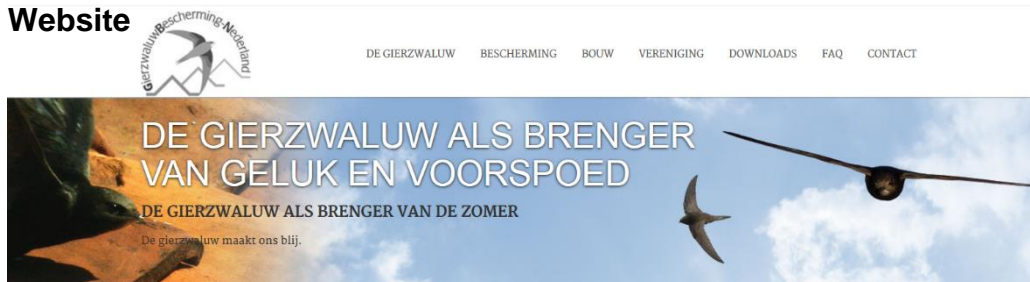 Website
GierzwaluwBescherming-Nederland
DE GIERZWALUW BESCHERMING BOUW VERENIGING DOWNLOADS FAQ CONTACT
DE GIERZWALUW ALS BRENGER
VAN GELUK EN VOORSPOED
DE GIERZWALUW ALS BRENGER VAN DE ZOMER
De gierzwaluw maakt ons blij.